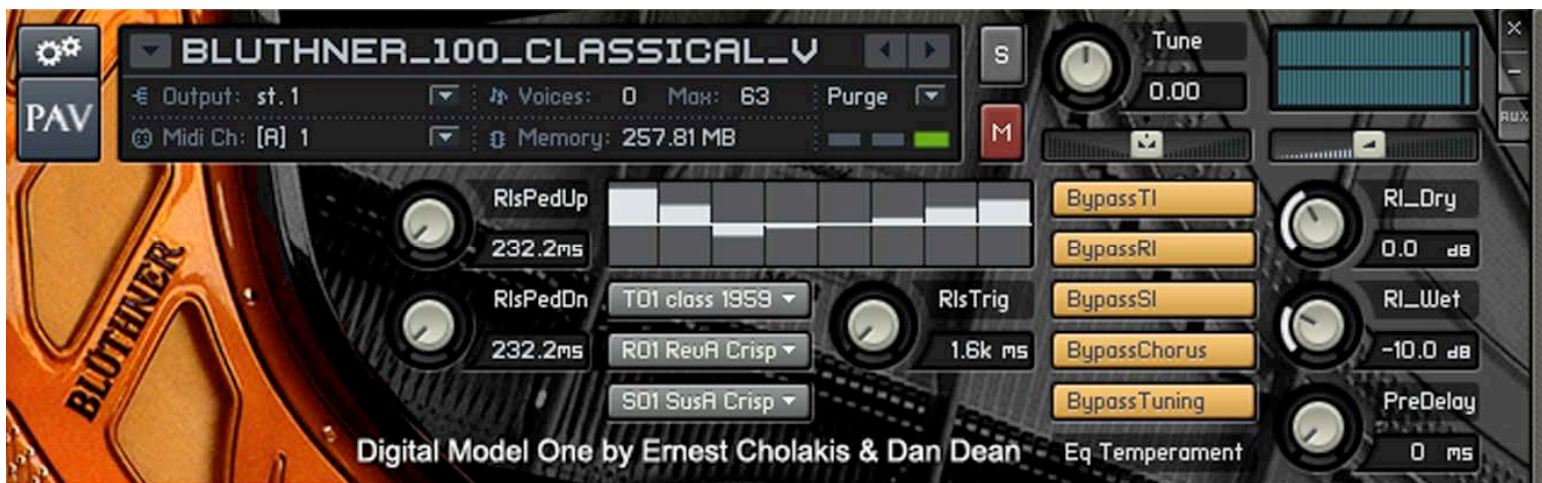 BLUTHNER_100_CLASSICAL_V
S
Tune
0.00
X
-
AUX
PAV
Output: st. 1
Voices: 0 Max: 63
Purge
Midi Ch: [A] 1
Memory: 257.81 MB
M
RlsPedUp
232.2ms
BypassTI
Rl_Dry
0.0 dB
BypassRI
RlsPedDn
232.2ms
T01 class 1959
RlsTrig
1.6k ms
BypassSI
Rl_Wet
-10.0 dB
R01 RevA Crisp
BypassChorus
S01 SusA Crisp
BypassTuning
PreDelay
0 ms
BLÜTHNER
Digital Model One by Ernest Cholakis & Dan Dean
Eq Temperament